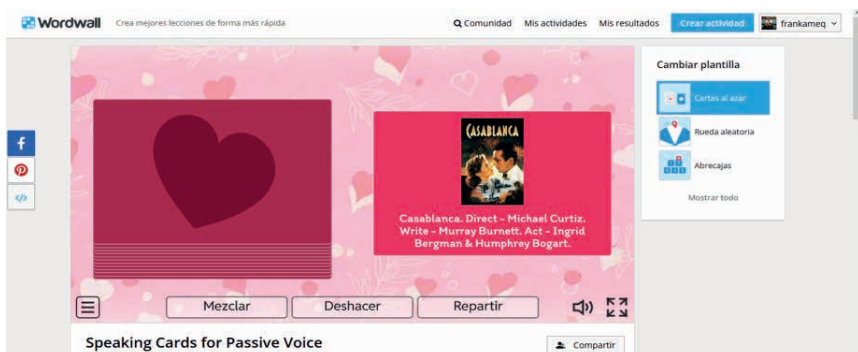 Wordwall
Crea mejores lecciones de forma más rápida
Comunidad Mis actividades Mis resultados Crear actividad frankameq
Cambiar plantilla
Cartas al azar
Rueda aleatoria
Abrecajas
Mostrar todo
CASABLANCA
Casablanca. Direct - Michael Curtiz.
Write - Murray Burnett. Act - Ingrid
Bergman & Humphrey Bogart.
Mezclar Deshacer Repartir
Speaking Cards for Passive Voice
Compartir